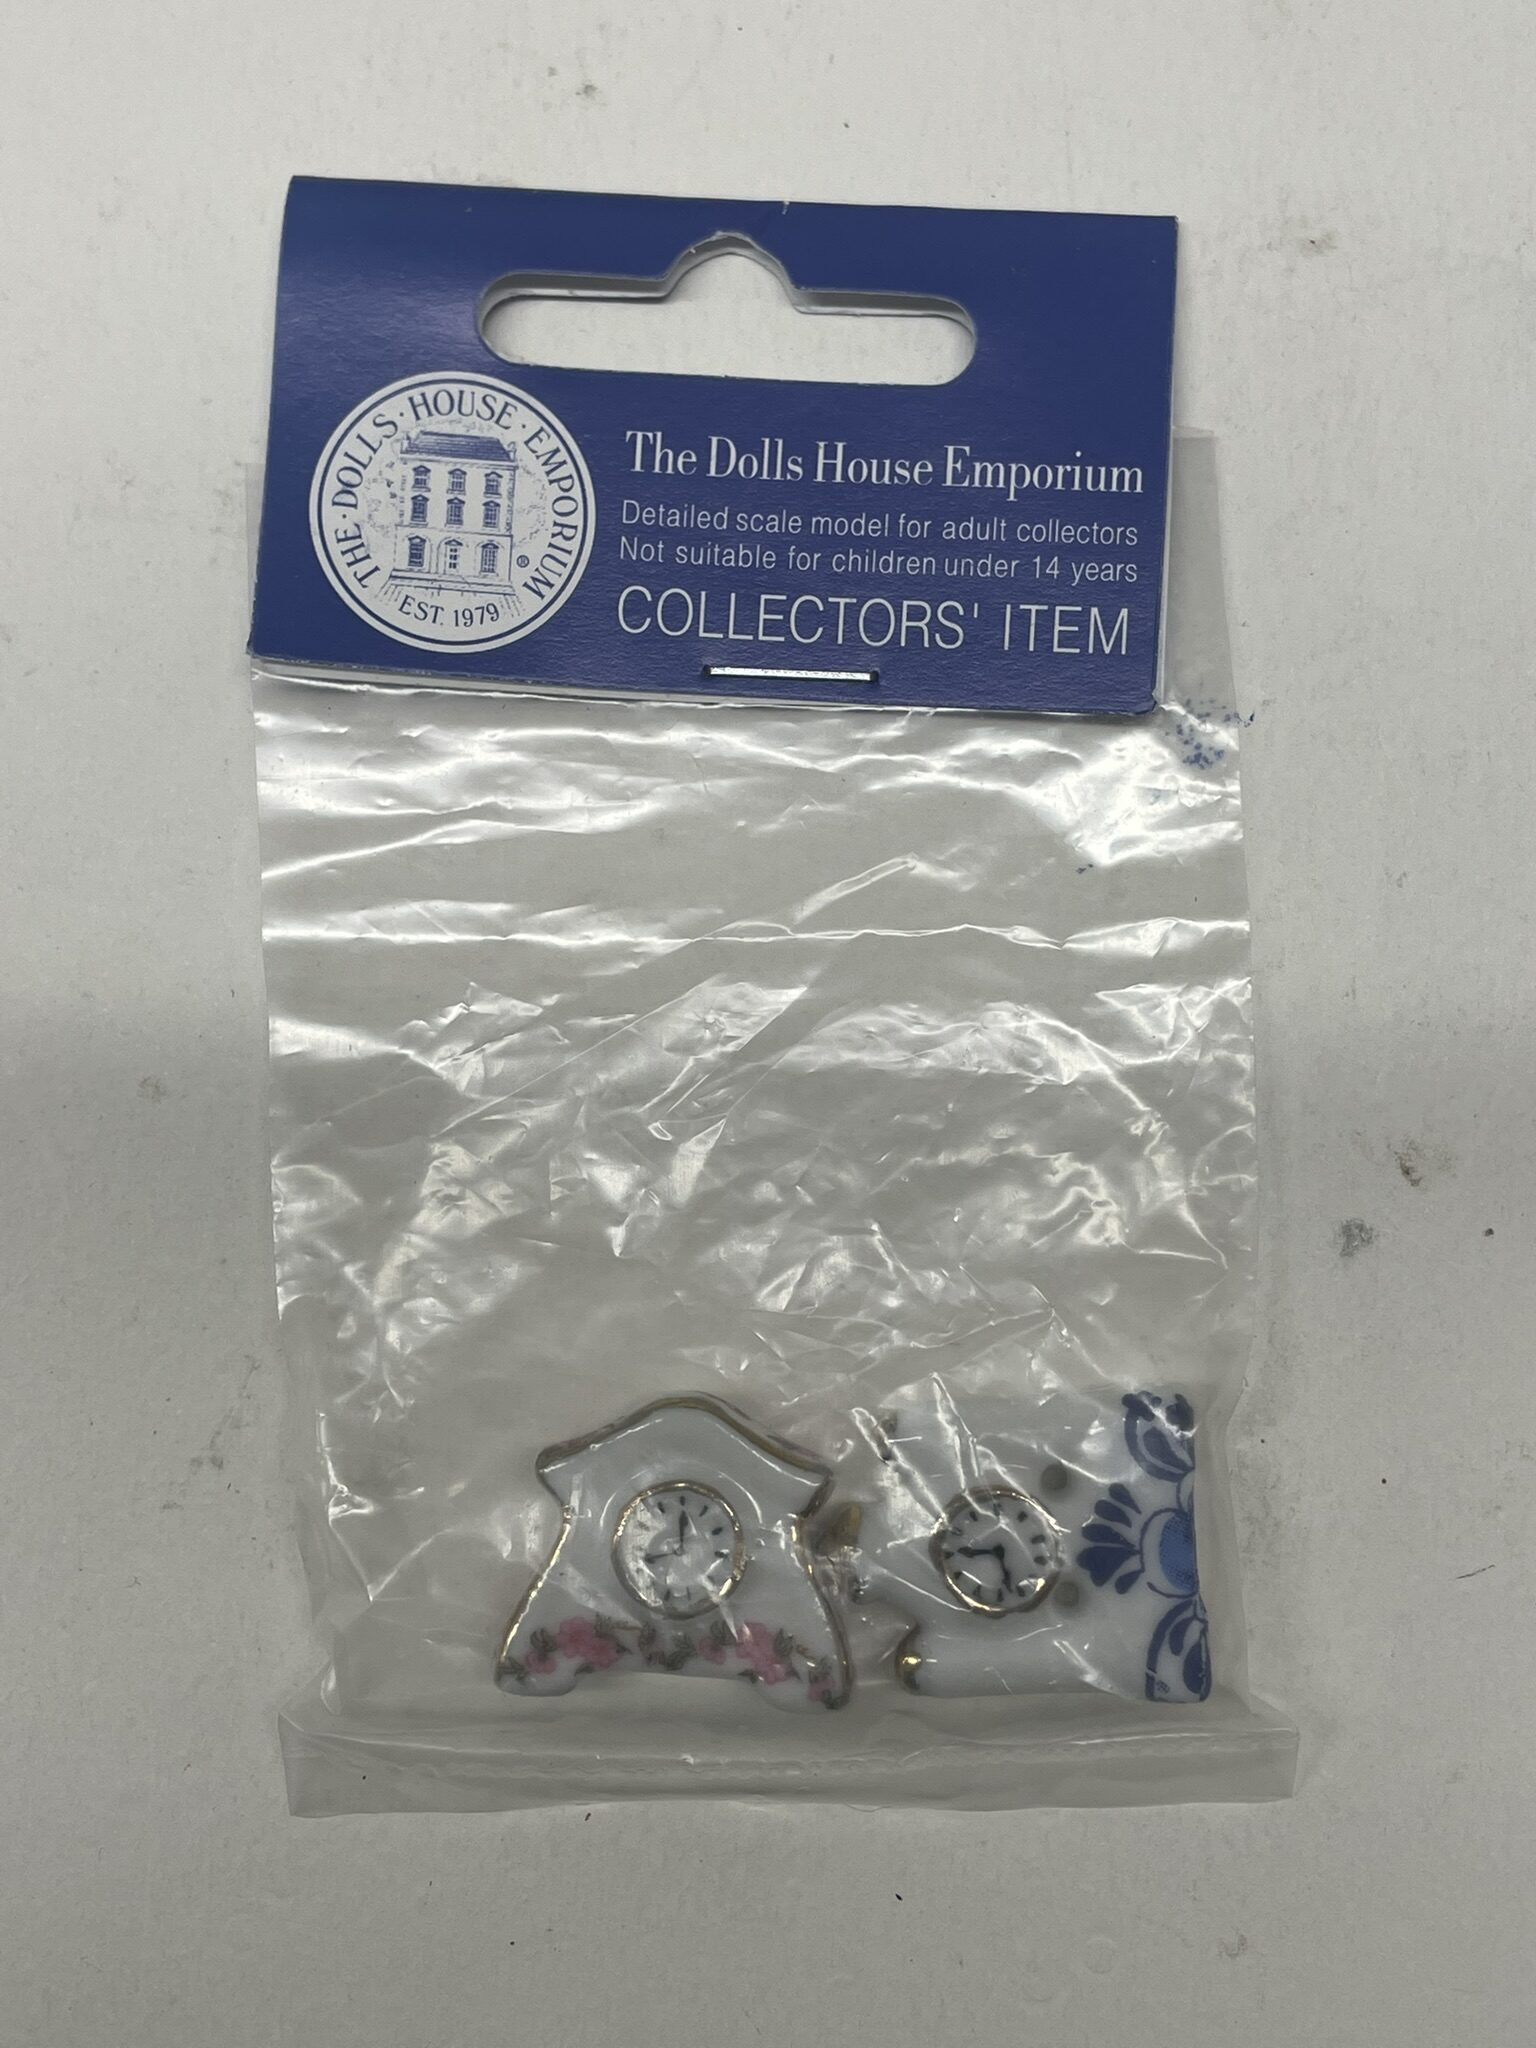 THE · DOLLS · HOUSE · EMPORIUM
®
EST. 1979
The Dolls House Emporium
Detailed scale model for adult collectors
Not suitable for children under 14 years
COLLECTORS' ITEM